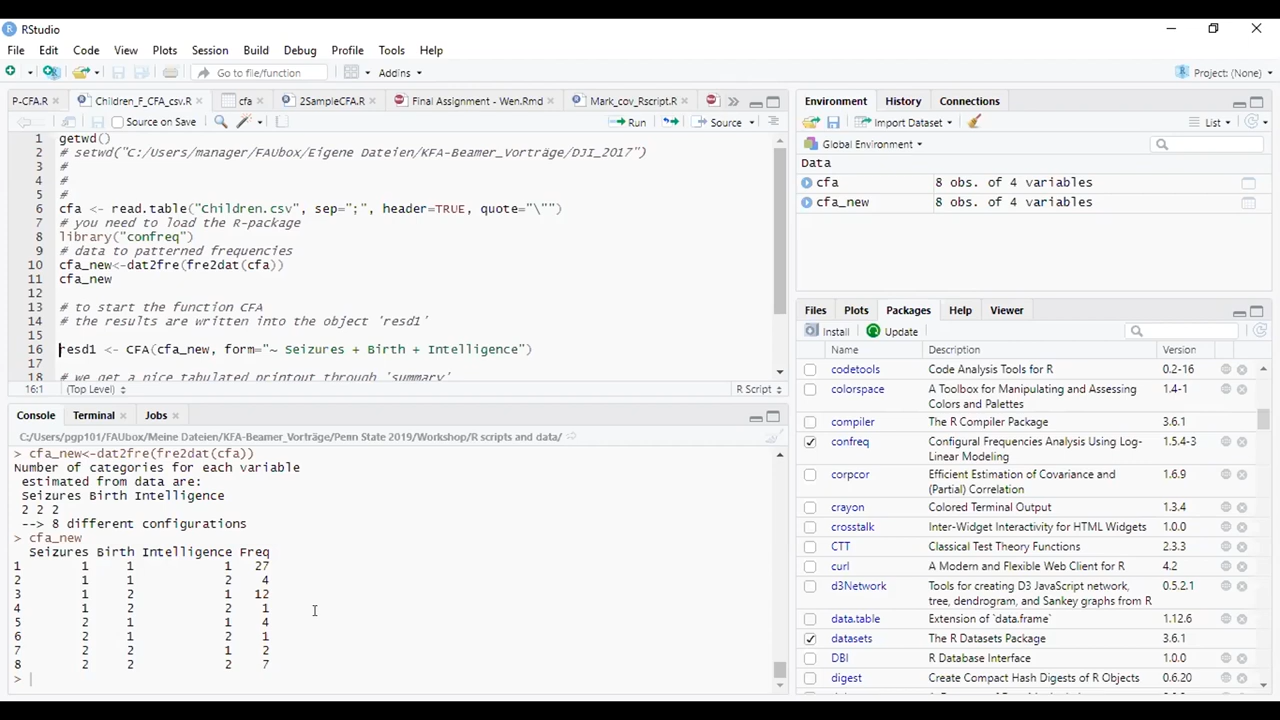 RStudio
File Edit Code View Plots Session Build Debug Profile Tools Help
Go to file/function Addins Project: (None)
P-CFA.R Children_F_CFA_csv.R cfa 2SampleCFA.R Final Assignment - Wen.Rmd Mark_cov_Rscript.R
Source on Save Run Source
1 getwd()
2 # setwd("C:/Users/manager/FAUbox/Eigene Dateien/KFA-Beamer_Vorträge/DJI_2017")
3 #
4 #
5 #
6 cfa <- read.table("Children.csv", sep=";", header=TRUE, quote="\"")
7 # you need to load the R-package
8 library("confreq")
9 # data to patterned frequencies
10 cfa_new<-dat2fre(fre2dat(cfa))
11 cfa_new
12
13 # to start the function CFA
14 # the results are written into the object 'resd1'
15
16 resd1 <- CFA(cfa_new, form="~ Seizures + Birth + Intelligence")
17
18 # we get a nice tabulated printout through 'summary'
16:1 (Top Level) R Script
Console Terminal Jobs
C:/Users/pgp101/FAUbox/Meine Dateien/KFA-Beamer_Vorträge/Penn State 2019/Workshop/R scripts and data/
> cfa_new<-dat2fre(fre2dat(cfa))
Number of categories for each variable
estimated from data are:
Seizures Birth Intelligence
2 2 2
--> 8 different configurations
> cfa_new
Seizures Birth Intelligence Freq
1 1 1 1 27
2 1 1 2 4
3 1 2 1 12
4 1 2 2 1
5 2 1 1 4
6 2 1 2 1
7 2 2 1 2
8 2 2 2 7
>
Environment History Connections
Import Dataset List
Global Environment
Data
cfa 8 obs. of 4 variables
cfa_new 8 obs. of 4 variables
Files Plots Packages Help Viewer
Install Update
Name Description Version
codetools Code Analysis Tools for R 0.2-16
colorspace A Toolbox for Manipulating and Assessing 1.4-1
Colors and Palettes
compiler The R Compiler Package 3.6.1
confreq Configural Frequencies Analysis Using Log- 1.5.4-3
Linear Modeling
corpcor Efficient Estimation of Covariance and 1.6.9
(Partial) Correlation
crayon Colored Terminal Output 1.3.4
crosstalk Inter-Widget Interactivity for HTML Widgets 1.0.0
CTT Classical Test Theory Functions 2.3.3
curl A Modern and Flexible Web Client for R 4.2
d3Network Tools for creating D3 JavaScript network, 0.5.2.1
tree, dendrogram, and Sankey graphs from R
data.table Extension of `data.frame` 1.12.6
datasets The R Datasets Package 3.6.1
DBI R Database Interface 1.0.0
digest Create Compact Hash Digests of R Objects 0.6.20